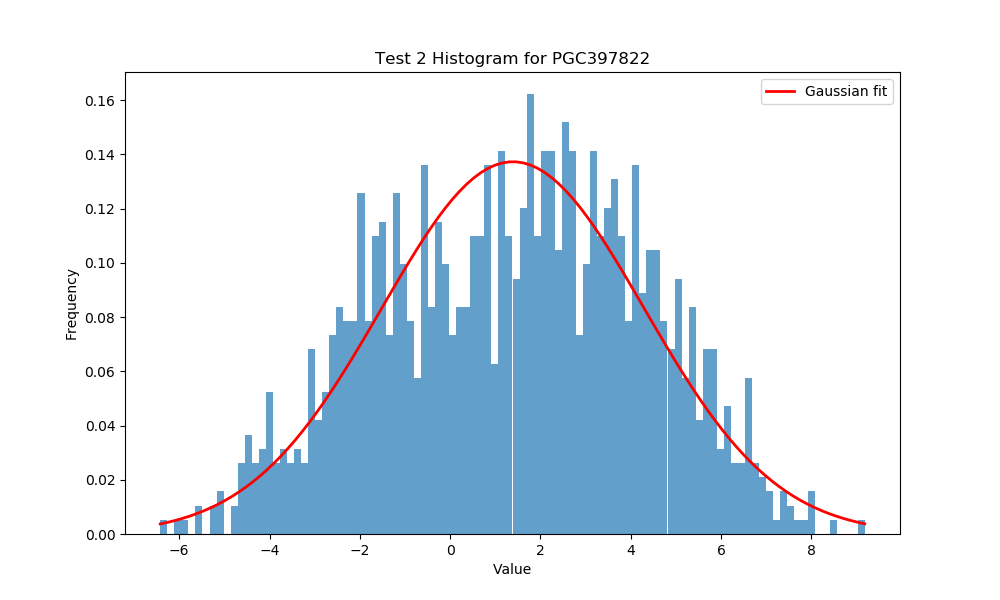 Test 2 Histogram for PGC397822
Gaussian fit
0.16
0.14
0.12
0.10
0.08
0.06
0.04
0.02
0.00
Frequency
−6 −4 −2 0 2 4 6 8
Value